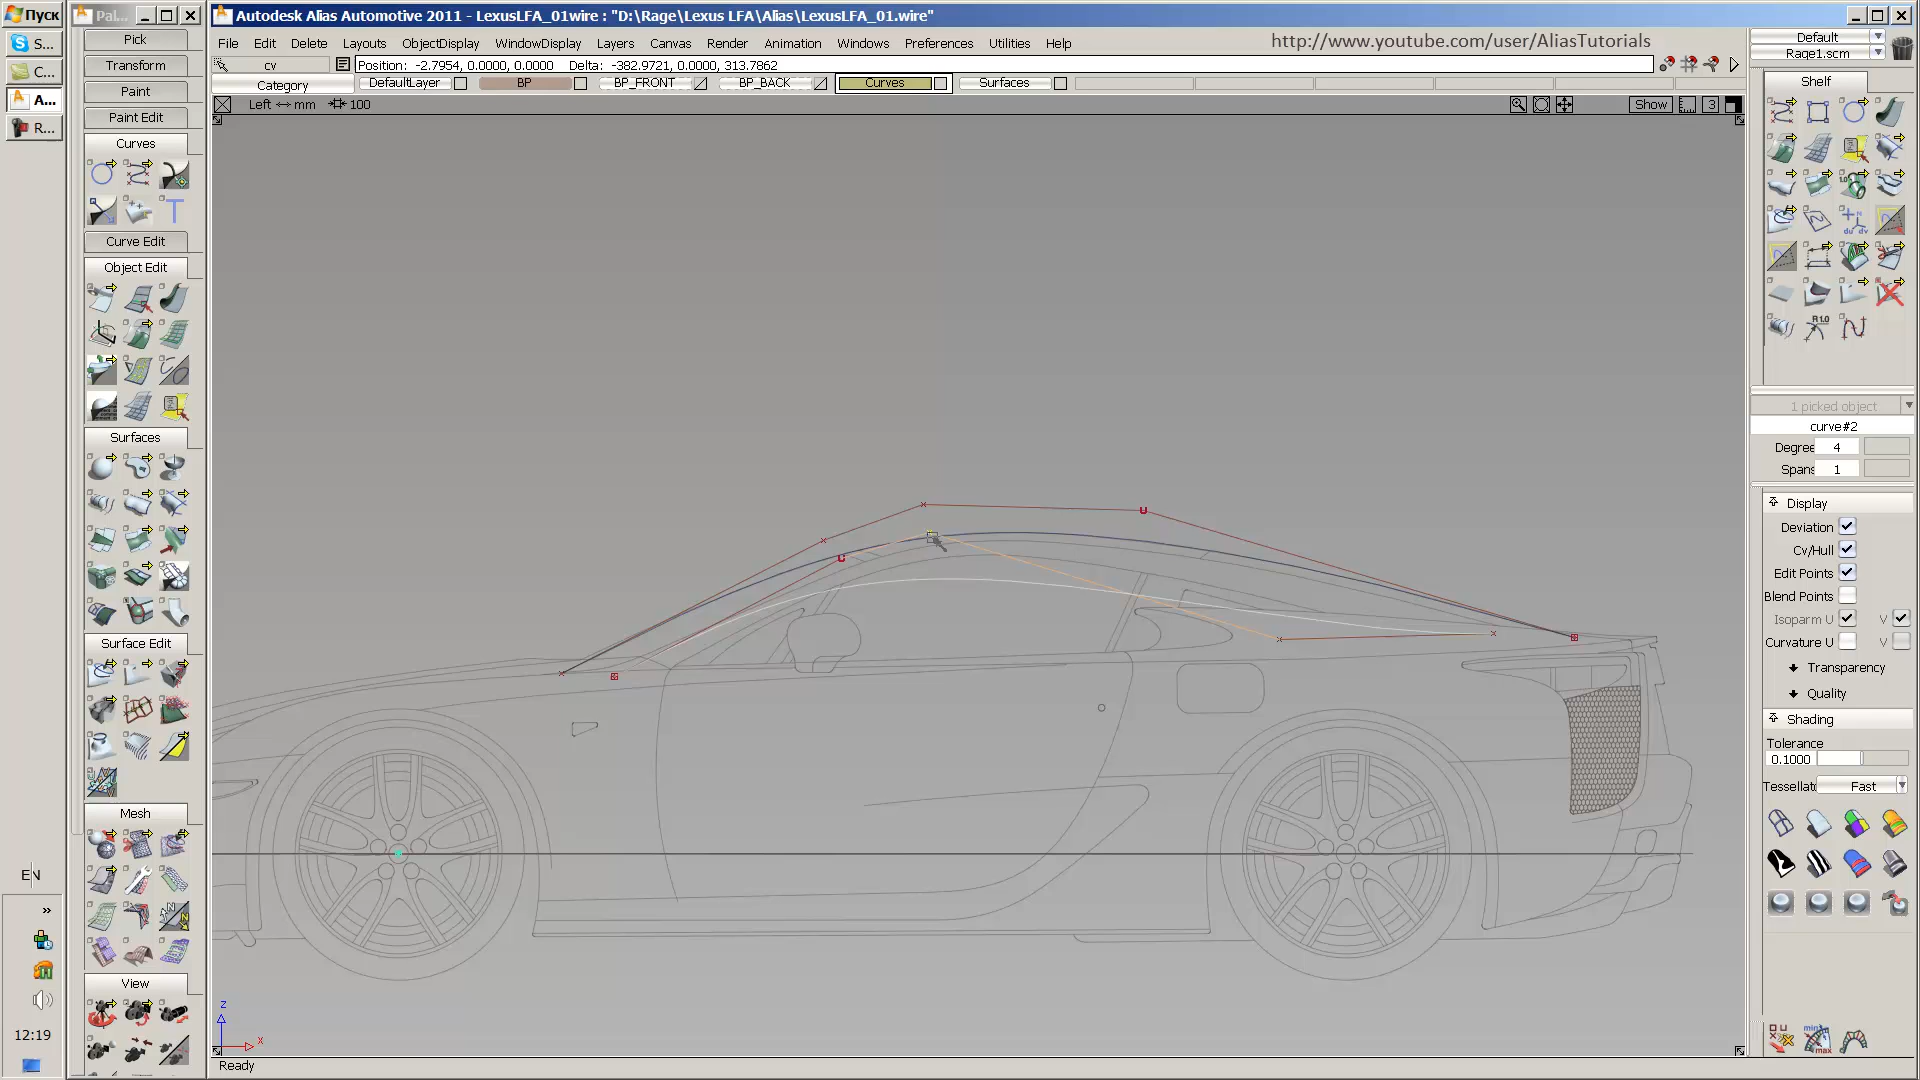 Пуск
S...
C...
A...
R...
EN
»
12:19
Pal...
Pick
Transform
Paint
Paint Edit
Curves
Curve Edit
Object Edit
Surfaces
Surface Edit
Mesh
View
Autodesk Alias Automotive 2011 - LexusLFA_01wire : "D:\Rage\Lexus LFA\Alias\LexusLFA_01.wire"
File Edit Delete Layouts ObjectDisplay WindowDisplay Layers Canvas Render Animation Windows Preferences Utilities Help
http://www.youtube.com/user/AliasTutorials
cv
Position: -2.7954, 0.0000, 0.0000 Delta: -382.9721, 0.0000, 313.7862
Category DefaultLayer BP BP_FRONT BP_BACK Curves Surfaces
Left ⇔ mm 100 Show 3
U
C
z
x
Ready
Default
Rage1.scm
Shelf
1 picked object
curve#2
Degree 4
Spans 1
Display
Deviation
Cv/Hull
Edit Points
Blend Points
Isoparm U V
Curvature U V
Transparency
Quality
Shading
Tolerance
0.1000
Tessellat Fast